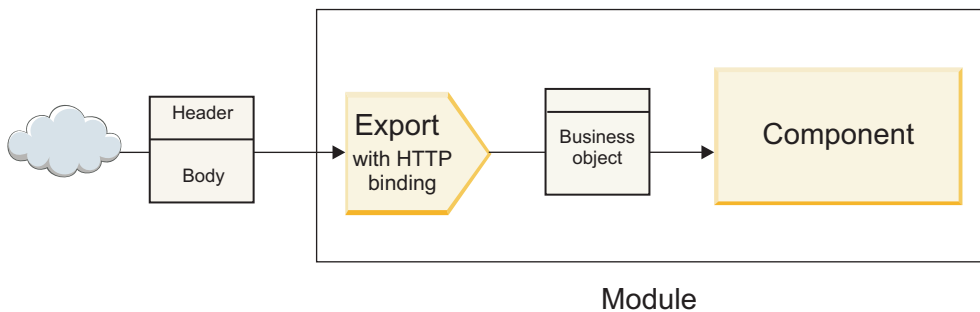 Header
Body
Export
with HTTP
binding
Business
object
Component
Module